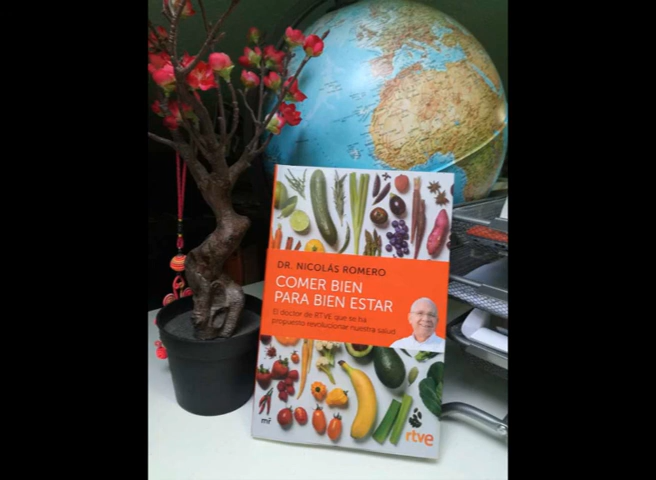 DR. NICOLÁS ROMERO
COMER BIEN
PARA BIEN ESTAR
El doctor de RTVE que se ha
propuesto revolucionar nuestra salud
mr
rtve